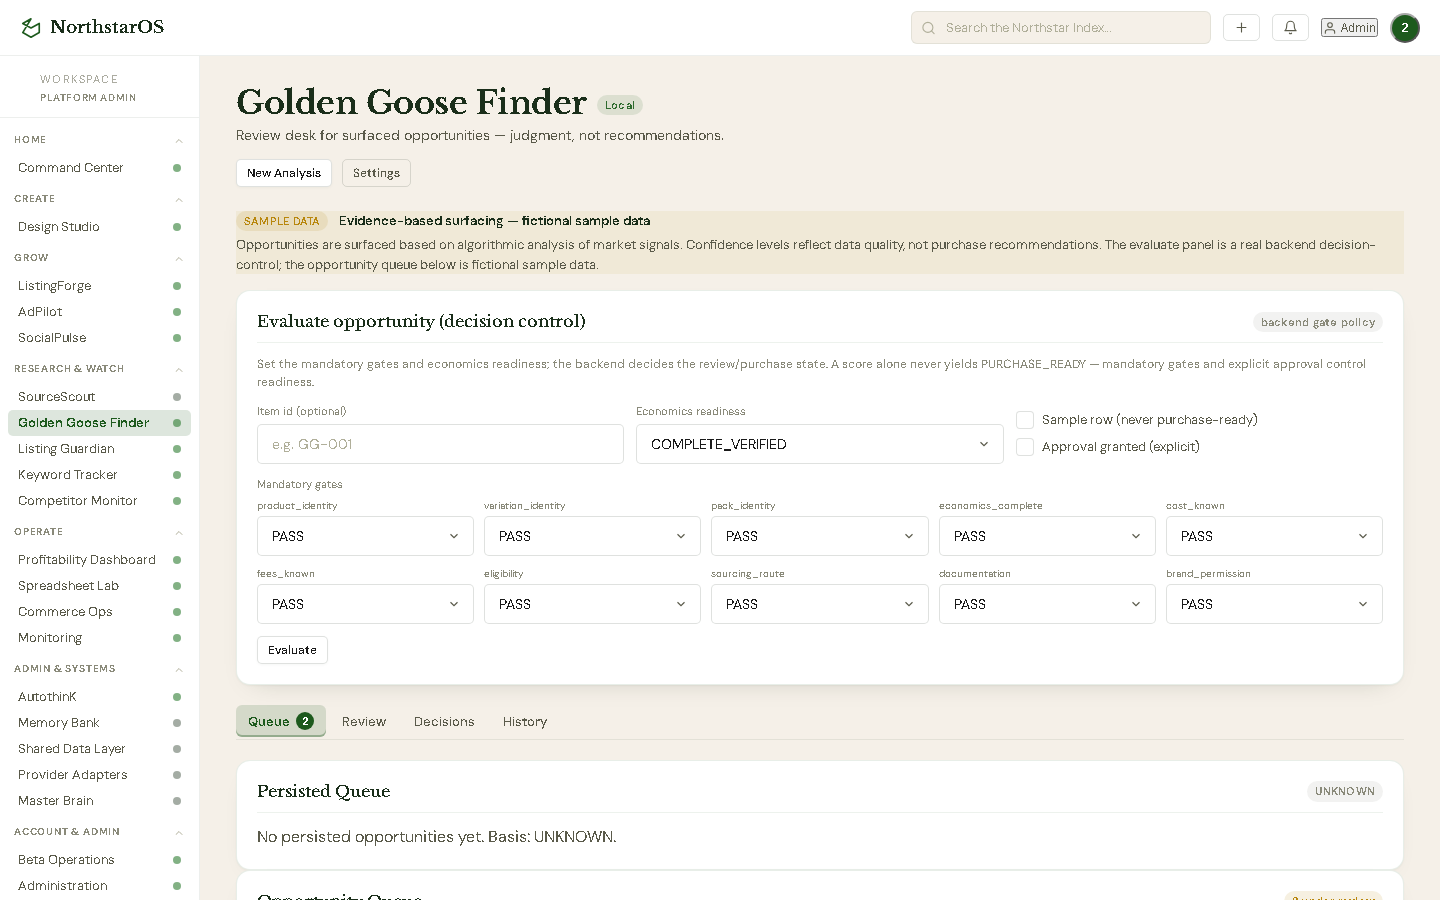 NorthstarOS
Search the Northstar Index...
Admin
2
WORKSPACE
PLATFORM ADMIN
HOME
Command Center
CREATE
Design Studio
GROW
ListingForge
AdPilot
SocialPulse
RESEARCH & WATCH
SourceScout
Golden Goose Finder
Listing Guardian
Keyword Tracker
Competitor Monitor
OPERATE
Profitability Dashboard
Spreadsheet Lab
Commerce Ops
Monitoring
ADMIN & SYSTEMS
AutothinK
Memory Bank
Shared Data Layer
Provider Adapters
Master Brain
ACCOUNT & ADMIN
Beta Operations
Administration
Golden Goose Finder Local
Review desk for surfaced opportunities — judgment, not recommendations.
New Analysis Settings
SAMPLE DATA Evidence-based surfacing — fictional sample data
Opportunities are surfaced based on algorithmic analysis of market signals. Confidence levels reflect data quality, not purchase recommendations. The evaluate panel is a real backend decision-
control; the opportunity queue below is fictional sample data.
Evaluate opportunity (decision control) backend gate policy
Set the mandatory gates and economics readiness; the backend decides the review/purchase state. A score alone never yields PURCHASE_READY — mandatory gates and explicit approval control
readiness.
Item id (optional) Economics readiness
e.g. GG-001 COMPLETE_VERIFIED
Sample row (never purchase-ready)
Approval granted (explicit)
Mandatory gates
product_identity variation_identity pack_identity economics_complete cost_known
PASS PASS PASS PASS PASS
fees_known eligibility sourcing_route documentation brand_permission
PASS PASS PASS PASS PASS
Evaluate
Queue 2 Review Decisions History
Persisted Queue UNKNOWN
No persisted opportunities yet. Basis: UNKNOWN.
Opportunity Queue